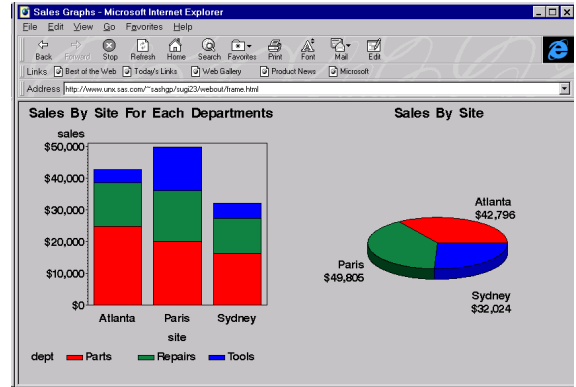 Sales Graphs - Microsoft Internet Explorer
File Edit View Go Favorites Help
Back Forward Stop Refresh Home Search Favorites Print Font Mail Edit
Links Best of the Web Today's Links Web Gallery Product News Microsoft
Address http://www.unx.sas.com/~sashgp/sugi23/webout/frame.html
Sales By Site For Each Departments
Sales By Site
sales
$50,000
$40,000
$30,000
$20,000
$10,000
$0
Atlanta Paris Sydney
site
dept Parts Repairs Tools
Atlanta
$42,796
Paris
$49,805
Sydney
$32,024